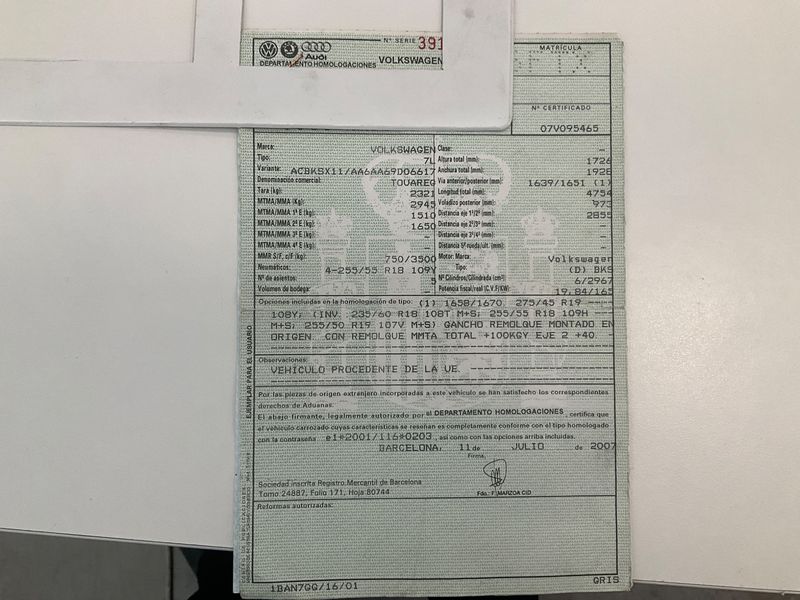 Nº SERIE 391
Audi
DEPARTAMENTO HOMOLOGACIONES VOLKSWAGEN
MATRÍCULA
Nº CERTIFICADO
07V095465
Marca: VOLKSWAGEN
Tipo: 7L
Variante: ACBKSX11/AA6AA69D06617
Denominación comercial: TOUAREG
Tara (kg): 2321
MTMA/MMA (Kg): 2945
MTMA/MMA 1º E (kg): 1510
MTMA/MMA 2º E (kg): 1650
MTMA/MMA 3º E (kg): —
MTMA/MMA 4º E (kg): —
MMR S/F, c/F (kg): 750/3500
Neumáticos: 4-255/55 R18 109Y
Nº de asientos: 5
Volumen de bodega: —
Clase: —
Altura total (mm): 1726
Anchura total (mm): 1928
Vía anterior/posterior (mm): 1639/1651 (1)
Longitud total (mm): 4754
Voladizo posterior (mm): 973
Distancia eje 1º/2º (mm): 2855
Distancia eje 2º/3º (mm): —
Distancia eje 3º/4º (mm): —
Distancia 5ª rueda/ult. (mm): —
Motor: Marca: Volkswagen
Tipo: (D) BKS
Nº Cilindros/Cilindrada (cm³) 6/2967
Potencia fiscal/real (C.V.F/KW) 19,84/165
Opciones incluidas en la homologación de tipo: (1) 1658/1670 275/45 R19
108Y; (INV. 235/60 R18 108T M+S; 255/55 R18 109H
M+S; 255/50 R19 107V M+S) GANCHO REMOLQUE MONTADO EN
ORIGEN. CON REMOLQUE MMTA TOTAL +100KGY EJE 2 +40.
Observaciones:
VEHICULO PROCEDENTE DE LA UE.
Por las piezas de origen extranjero incorporadas a este vehículo se han satisfecho los correspondientes
derechos de Aduanas.
El abajo firmante, legalmente autorizado por el DEPARTAMENTO HOMOLOGACIONES, certifica que
el vehículo carrozado cuyas características se reseñan es completamente conforme con el tipo homologado
con la contraseña e1*2001/116*0203, así como con las opciones arriba incluidas.
BARCELONA, 11 de JULIO de 2007
Firma,
Sociedad inscrita Registro Mercantil de Barcelona
Tomo 24887, Folio 171, Hoja 80744
Fdo.: F. MARZOA CID
Reformas autorizadas:
1BAN7GG/16/01
GRIS
EJEMPLAR PARA EL USUARIO